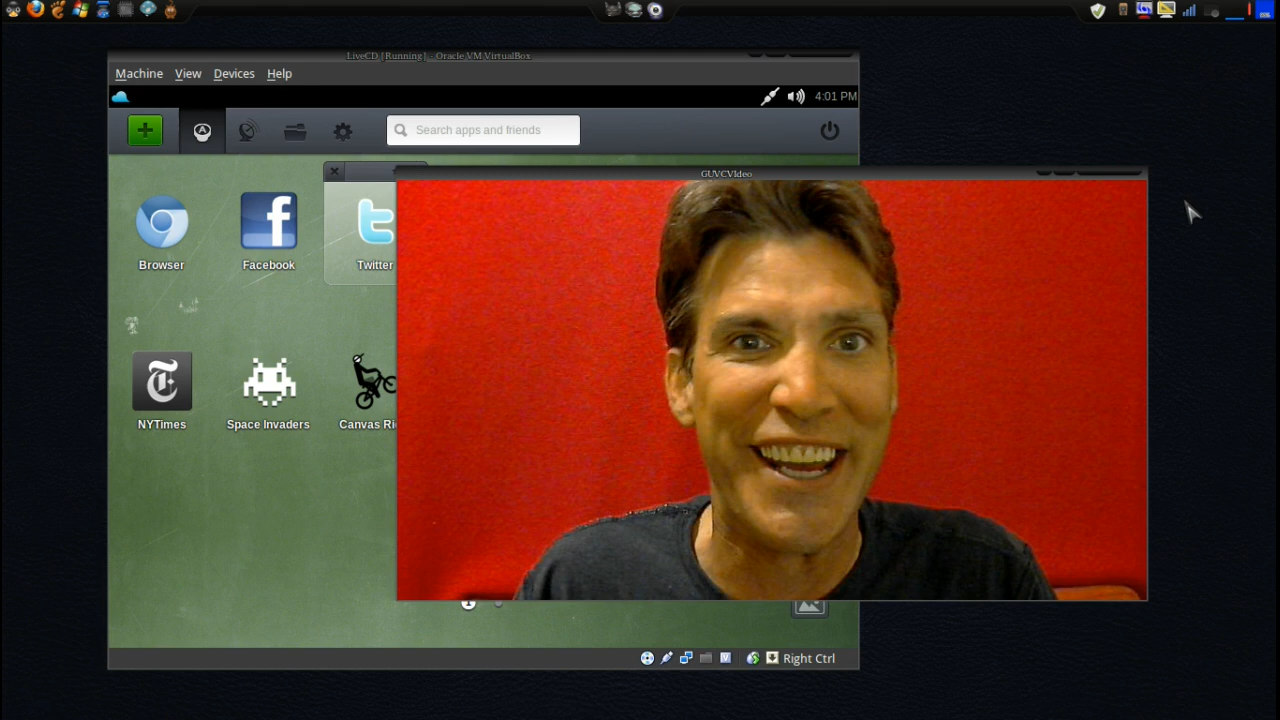 LiveCD [Running] - Oracle VM VirtualBox
Machine View Devices Help
4:01 PM
Search apps and friends
GUVCVIdeo
Browser Facebook Twitter
NYTimes Space Invaders Canvas Ri
Right Ctrl